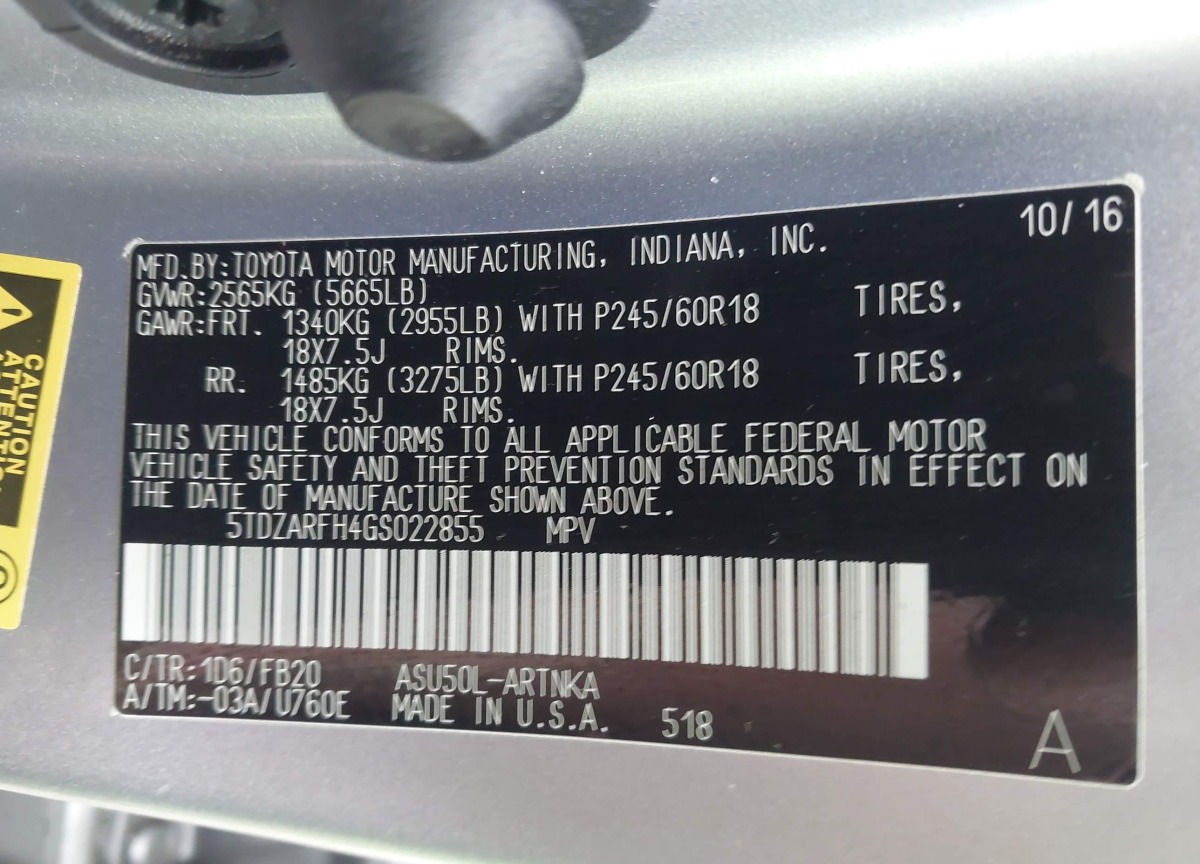 10/16
MFD.BY:TOYOTA MOTOR MANUFACTURING, INDIANA, INC.
GVWR:2565KG (5665LB)
GAWR:FRT. 1340KG (2955LB) WITH P245/60R18 TIRES,
18X7.5J RIMS.
RR. 1485KG (3275LB) WITH P245/60R18 TIRES,
18X7.5J RIMS.
THIS VEHICLE CONFORMS TO ALL APPLICABLE FEDERAL MOTOR
VEHICLE SAFETY AND THEFT PREVENTION STANDARDS IN EFFECT ON
THE DATE OF MANUFACTURE SHOWN ABOVE.
5TDZARFH4GS022855 MPV
C/TR:1D6/FB20 ASU50L-ARTNKA
A/TM:-03A/U760E MADE IN U.S.A. 518
A
CAUTION
ATTENTION